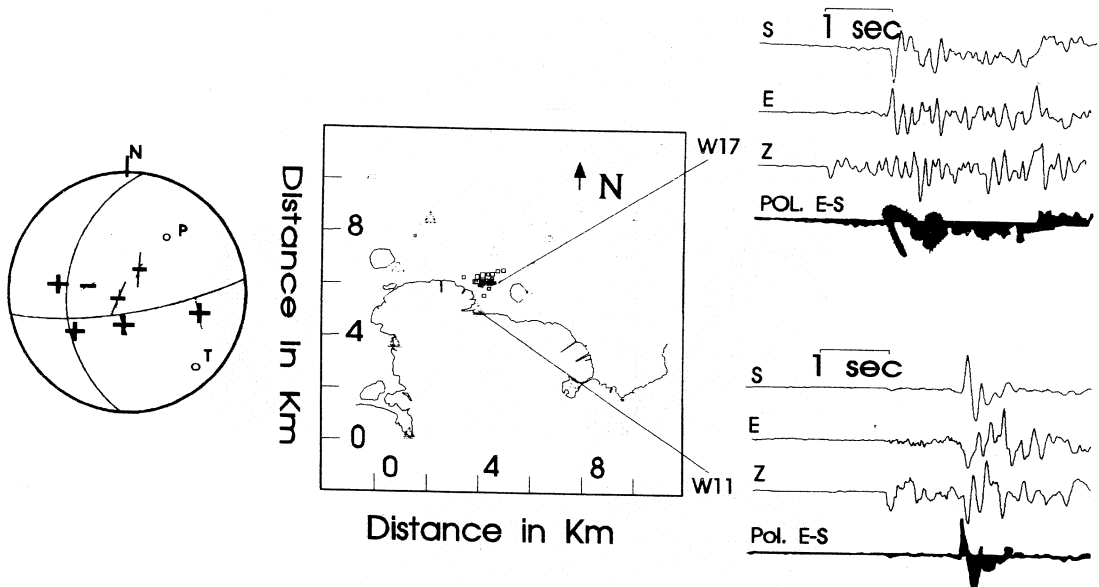 N
P
T
Distance In Km
8
4
0
N
0 4 8
Distance in Km
W17
W11
1 sec
S
E
Z
POL. E-S
1 sec
S
E
Z
Pol. E-S